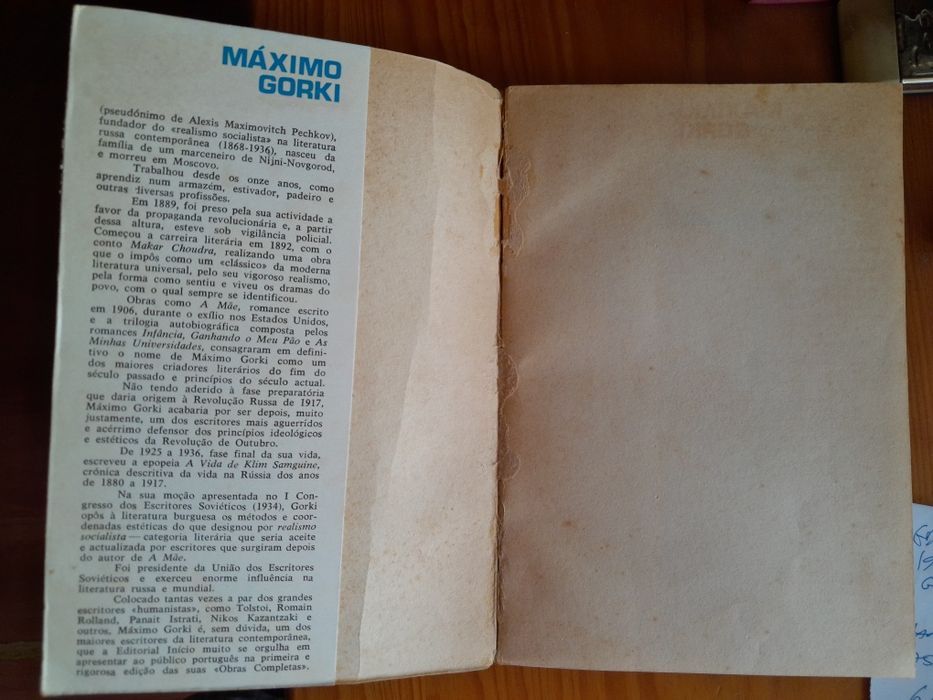 MÁXIMO
GORKI
(pseudónimo de Alexis Maximovitch Pechkov),
fundador do «realismo socialista» na literatura
russa contemporânea (1868-1936), nasceu da
família de um marceneiro de Nijni-Novgorod,
e morreu em Moscovo.
Trabalhou desde os onze anos, como
aprendiz num armazém, estivador, padeiro e
outras diversas profissões.
Em 1889, foi preso pela sua actividade a
favor da propaganda revolucionária e, a partir
dessa altura, esteve sob vigilância policial.
Começou a carreira literária em 1892, com o
conto Makar Choudra, realizando uma obra
que o impôs como um «clássico» da moderna
literatura universal, pelo seu vigoroso realismo,
pela forma como sentiu e viveu os dramas do
povo, com o qual sempre se identificou.
Obras como A Mãe, romance escrito
em 1906, durante o exílio nos Estados Unidos,
e a trilogia autobiográfica composta pelos
romances Infância, Ganhando o Meu Pão e As
Minhas Universidades, consagraram em defini-
tivo o nome de Máximo Gorki como um
dos maiores criadores literários do fim do
século passado e princípios do século actual.
Não tendo aderido à fase preparatória
que daria origem à Revolução Russa de 1917,
Máximo Gorki acabaria por ser depois, muito
justamente, um dos escritores mais aguerridos
e acérrimo defensor dos princípios ideológicos
e estéticos da Revolução de Outubro.
De 1925 a 1936, fase final da sua vida,
escreveu a epopeia A Vida de Klim Samguine,
crónica descritiva da vida na Rússia dos anos
de 1880 a 1917.
Na sua moção apresentada no I Con-
gresso dos Escritores Soviéticos (1934), Gorki
opôs à literatura burguesa os métodos e coor-
denadas estéticas do que designou por realismo
socialista — categoria literária que seria aceite
e actualizada por escritores que surgiram depois
do autor de A Mãe.
Foi presidente da União dos Escritores
Soviéticos e exerceu enorme influência na
literatura russa e mundial.
Colocado tantas vezes a par dos grandes
escritores «humanistas», como Tolstoi, Romain
Rolland, Panait Istrati, Nikos Kazantzaki e
outros, Máximo Gorki é, sem dúvida, um dos
maiores escritores da literatura contemporânea,
que a Editorial Início muito se orgulha em
apresentar ao público português na primeira e
rigorosa edição das suas «Obras Completas».